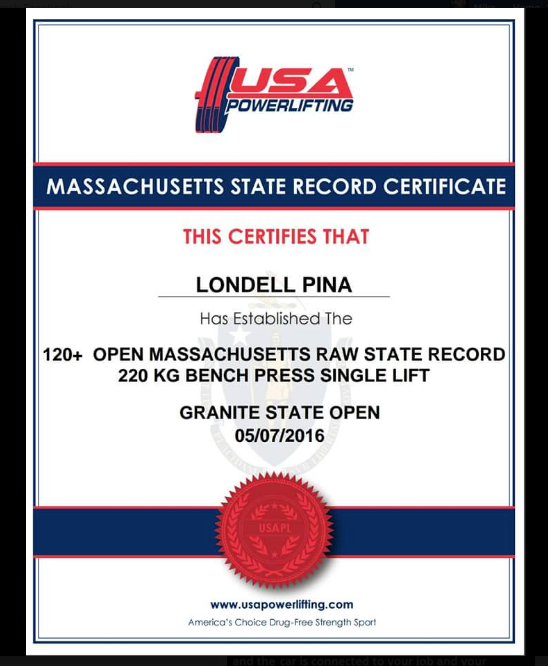 USA™
POWERLIFTING
MASSACHUSETTS STATE RECORD CERTIFICATE
THIS CERTIFIES THAT
LONDELL PINA
Has Established The
120+ OPEN MASSACHUSETTS RAW STATE RECORD
220 KG BENCH PRESS SINGLE LIFT
GRANITE STATE OPEN
05/07/2016
USAPL
www.usapowerlifting.com
America's Choice Drug-Free Strength Sport
and the car is connected to your job and your